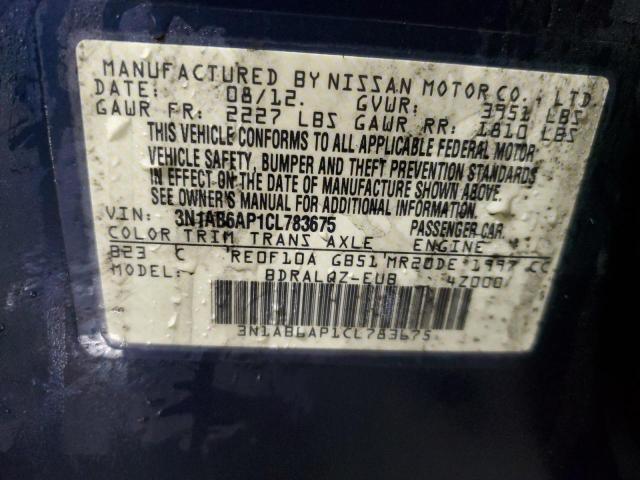 MANUFACTURED BY NISSAN MOTOR CO., LTD.
DATE: 08/12. GVWR: 3951 LBS
GAWR FR: 2227 LBS GAWR RR: 1810 LBS
THIS VEHICLE CONFORMS TO ALL APPLICABLE FEDERAL MOTOR
VEHICLE SAFETY, BUMPER AND THEFT PREVENTION STANDARDS
IN EFFECT ON THE DATE OF MANUFACTURE SHOWN ABOVE.
SEE OWNER'S MANUAL FOR ADDITIONAL INFORMATION.
VIN: 3N1AB6AP1CL783675 PASSENGER CAR
COLOR TRIM TRANS AXLE ENGINE
B23 C RE0F10A GB51 MR20DE 1997 CC
MODEL: BDRALQZ-EUB 4Z000
3N1AB6AP1CL783675